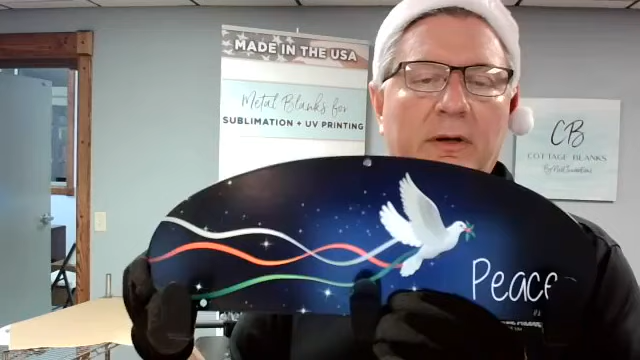 MADE IN THE USA
Metal Blanks for
SUBLIMATION + UV PRINTING
CB
COTTAGE BLANKS
Peace